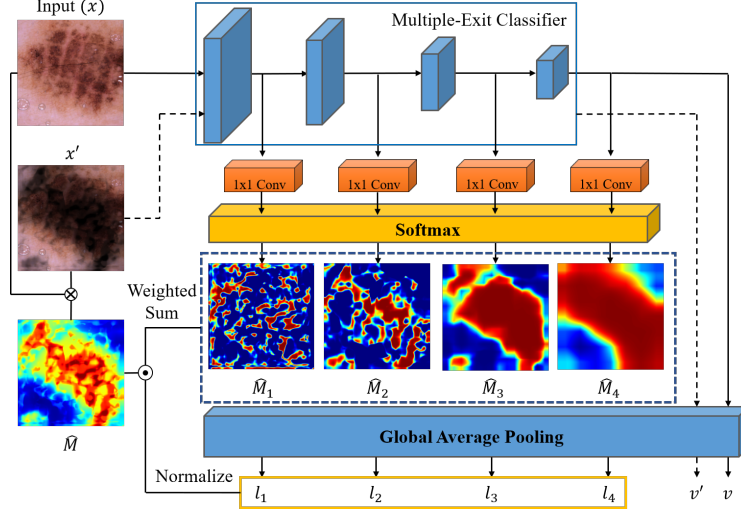 Input (x)
Multiple-Exit Classifier
x′
1x1 Conv 1x1 Conv 1x1 Conv 1x1 Conv
Softmax
Weighted
Sum
M̂₁ M̂₂ M̂₃ M̂₄
M̂
Global Average Pooling
Normalize
l₁ l₂ l₃ l₄ v′ v